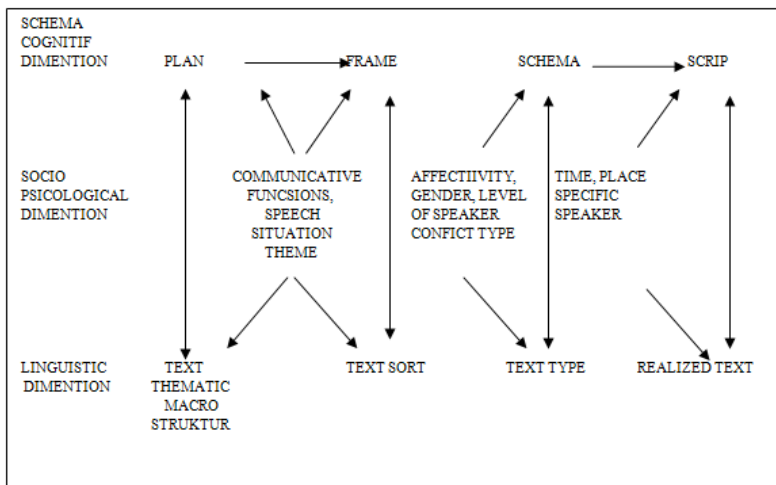 SCHEMA
COGNITIF
DIMENTION
PLAN
FRAME
SCHEMA
SCRIP
SOCIO
PSICOLOGICAL
DIMENTION
COMMUNICATIVE
FUNCSIONS,
SPEECH
SITUATION
THEME
AFFECTIIVITY,
GENDER, LEVEL
OF SPEAKER
CONFICT TYPE
TIME, PLACE
SPECIFIC
SPEAKER
LINGUISTIC
DIMENTION
TEXT
THEMATIC
MACRO
STRUKTUR
TEXT SORT
TEXT TYPE
REALIZED TEXT